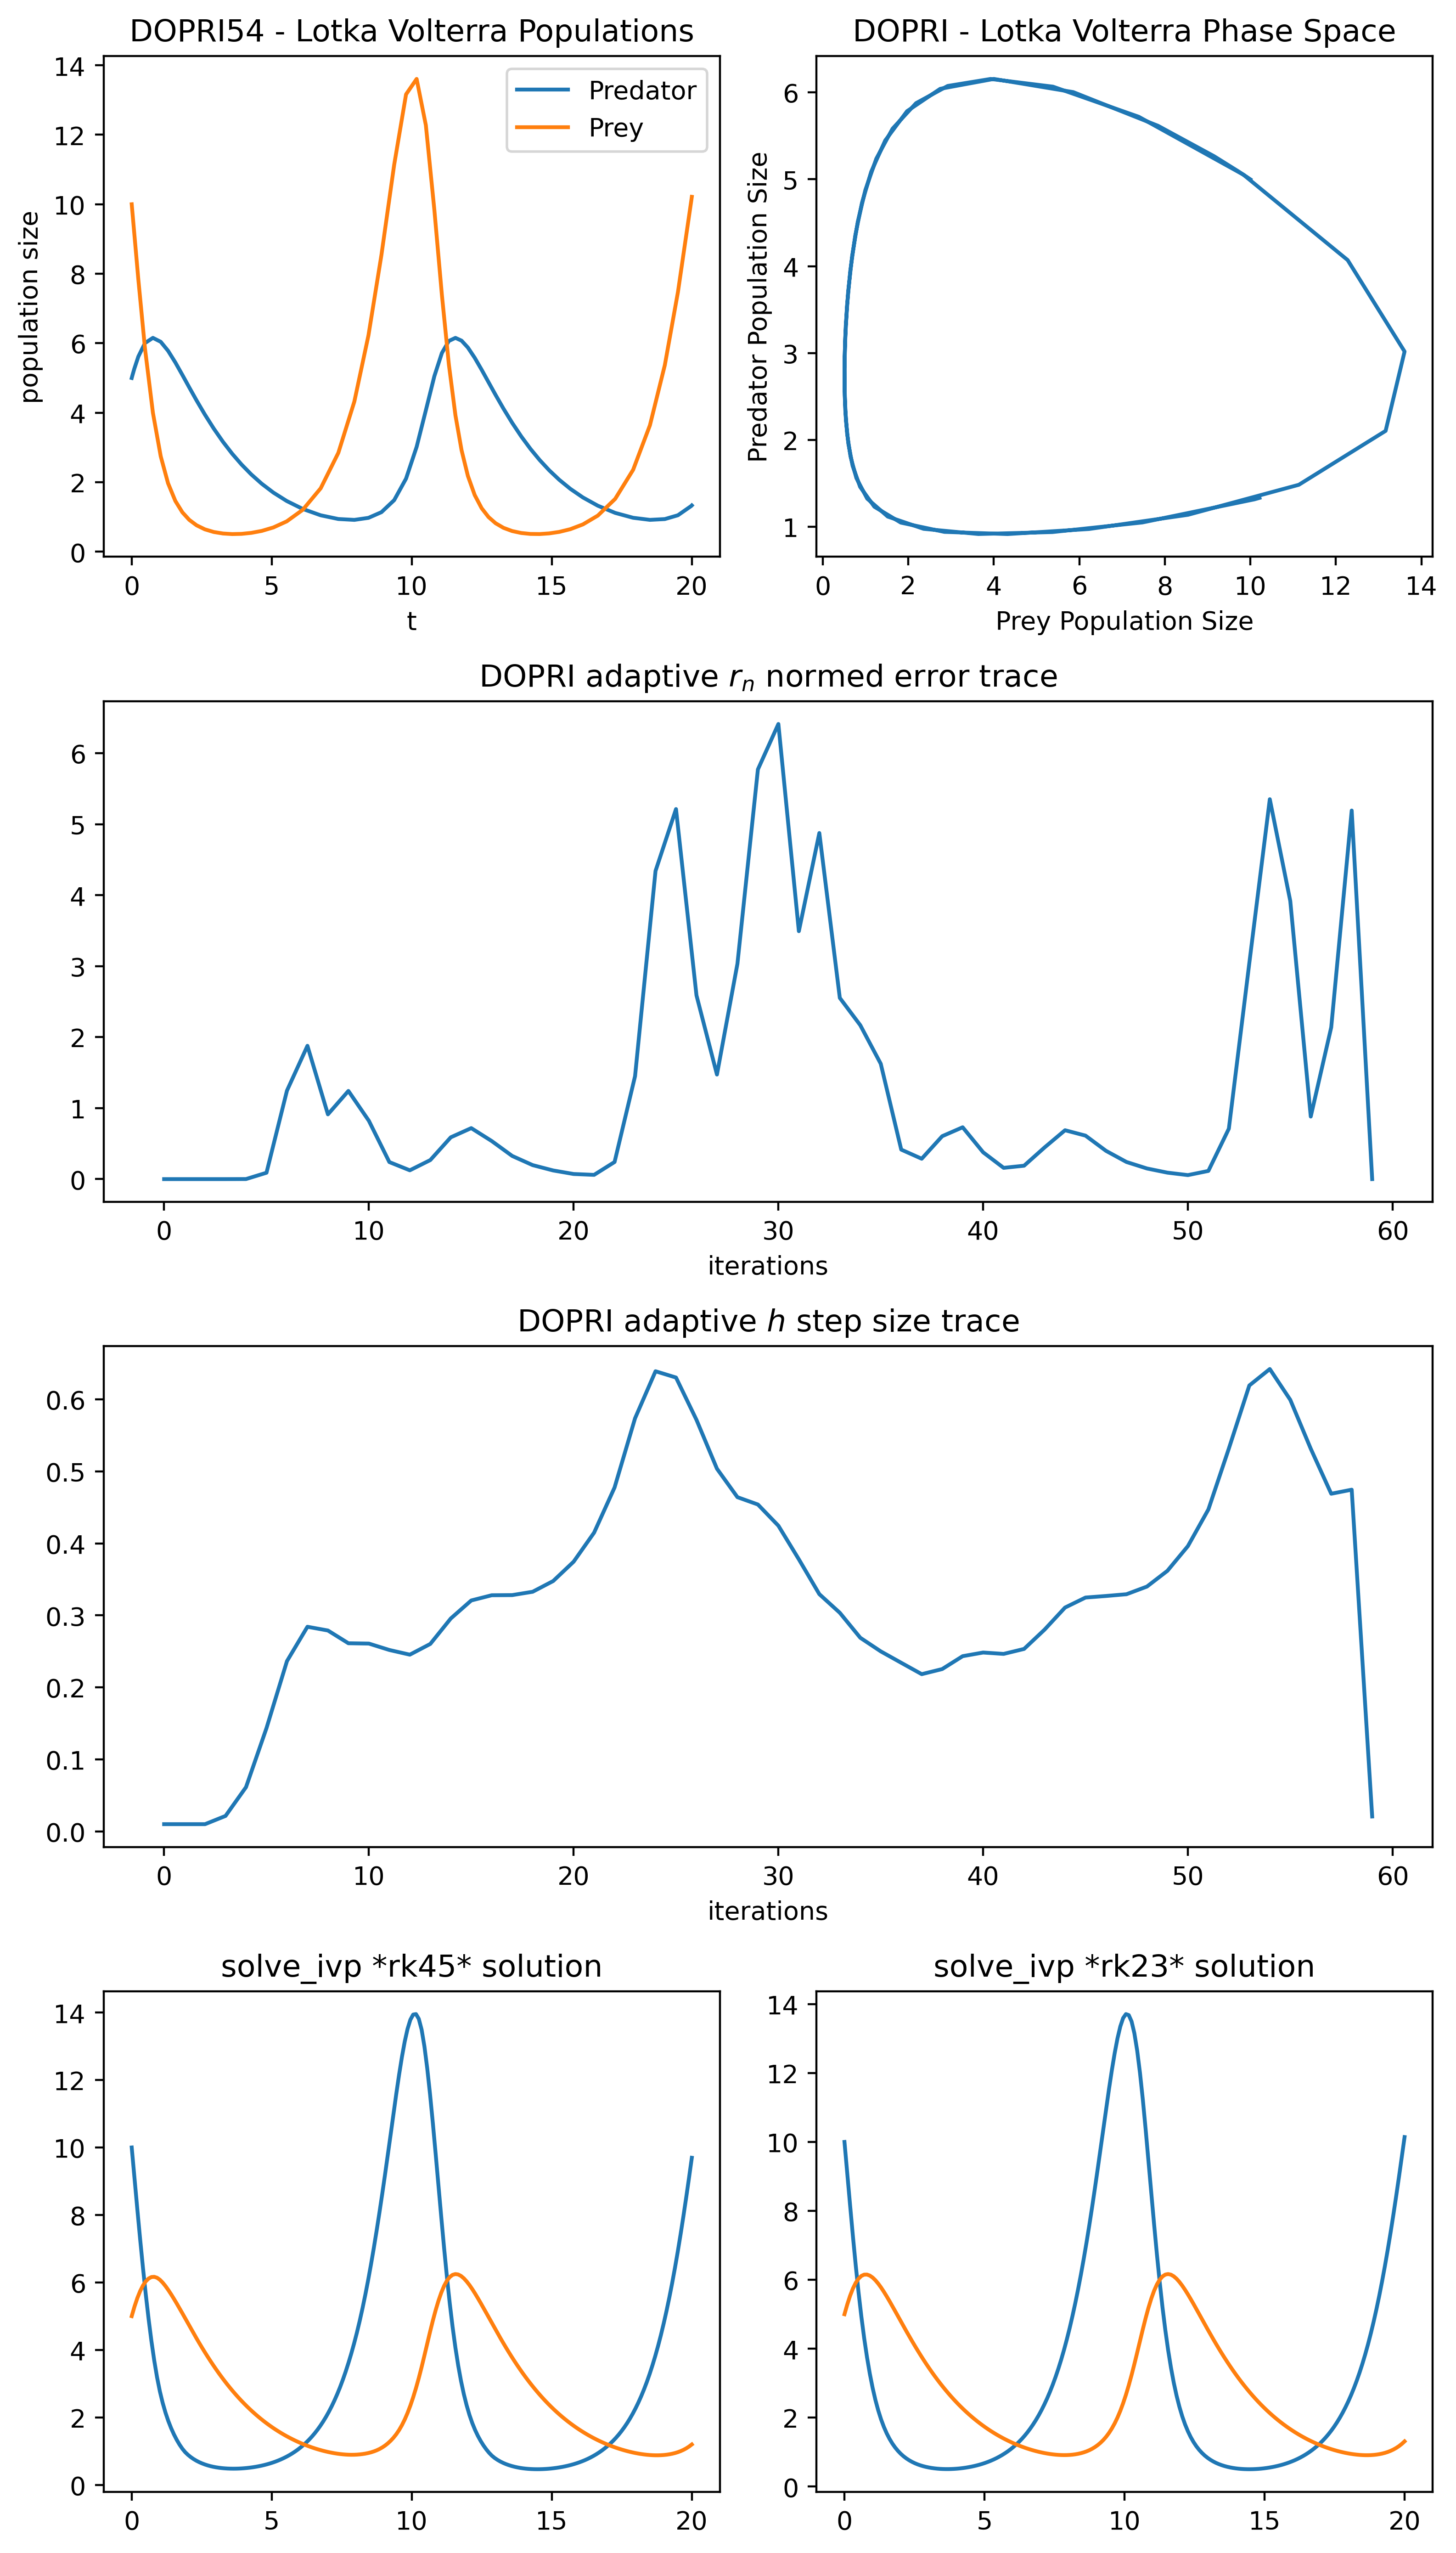 DOPRI54 - Lotka Volterra Populations
population size
14
12
10
8
6
4
2
0
Predator
Prey
0 5 10 15 20
t
DOPRI - Lotka Volterra Phase Space
Predator Population Size
6
5
4
3
2
1
0 2 4 6 8 10 12 14
Prey Population Size
DOPRI adaptive $r_n$ normed error trace
6
5
4
3
2
1
0
0 10 20 30 40 50 60
iterations
DOPRI adaptive h step size trace
0.6
0.5
0.4
0.3
0.2
0.1
0.0
0 10 20 30 40 50 60
iterations
solve_ivp *rk45* solution
14
12
10
8
6
4
2
0
0 5 10 15 20
solve_ivp *rk23* solution
14
12
10
8
6
4
2
0
0 5 10 15 20